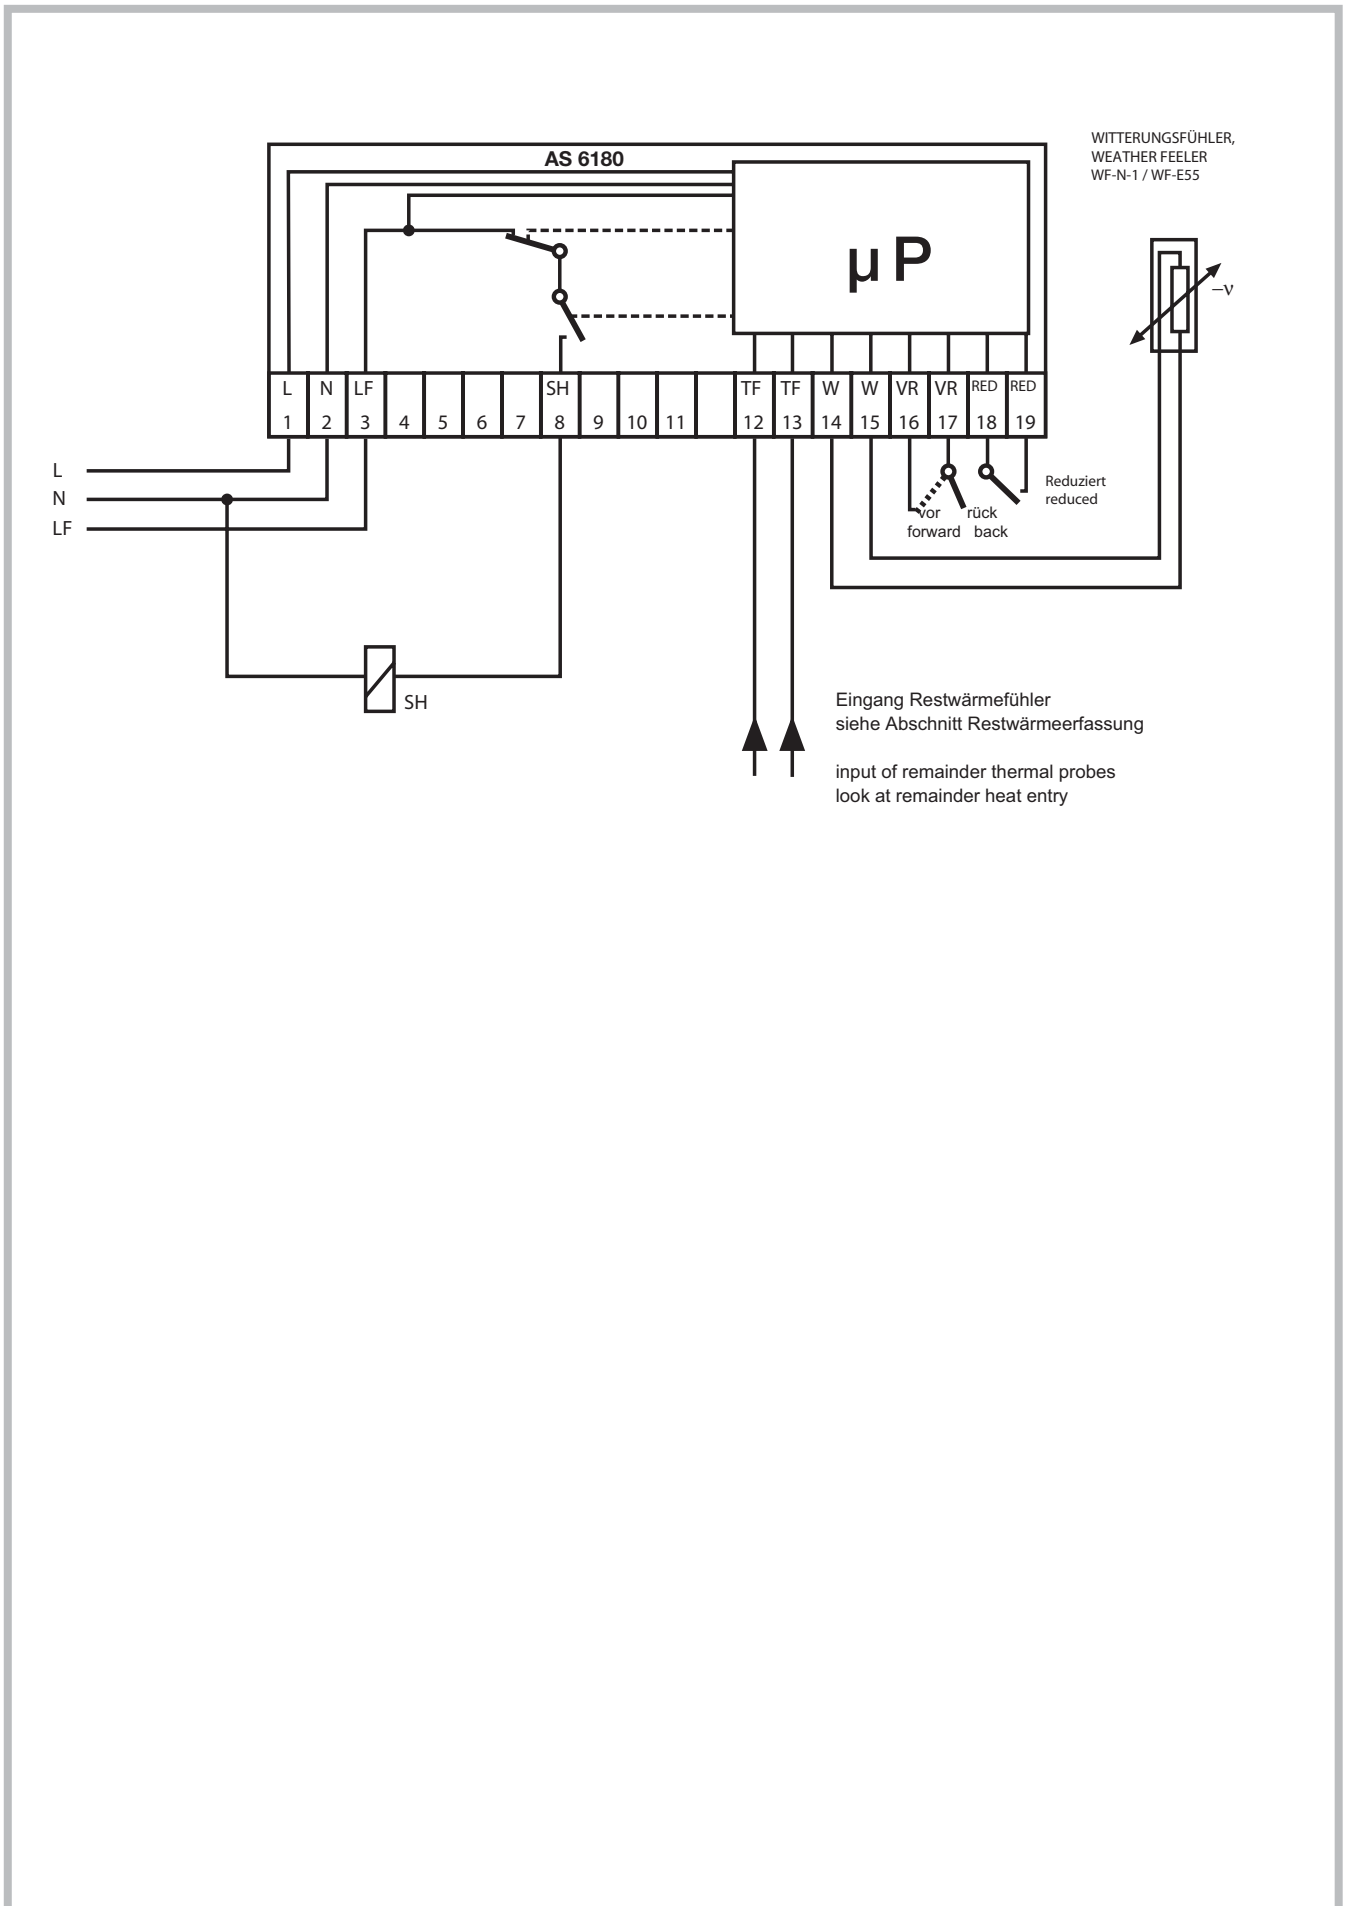 WITTERUNGSFÜHLER,
WEATHER FEELER
WF-N-1 / WF-E55
AS 6180
µ P
–ν
L N LF SH TF TF W W VR VR RED RED
1 2 3 4 5 6 7 8 9 10 11 12 13 14 15 16 17 18 19
L
N
LF
Reduziert
reduced
vor rück
forward back
SH
Eingang Restwärmefühler
siehe Abschnitt Restwärmeerfassung
input of remainder thermal probes
look at remainder heat entry